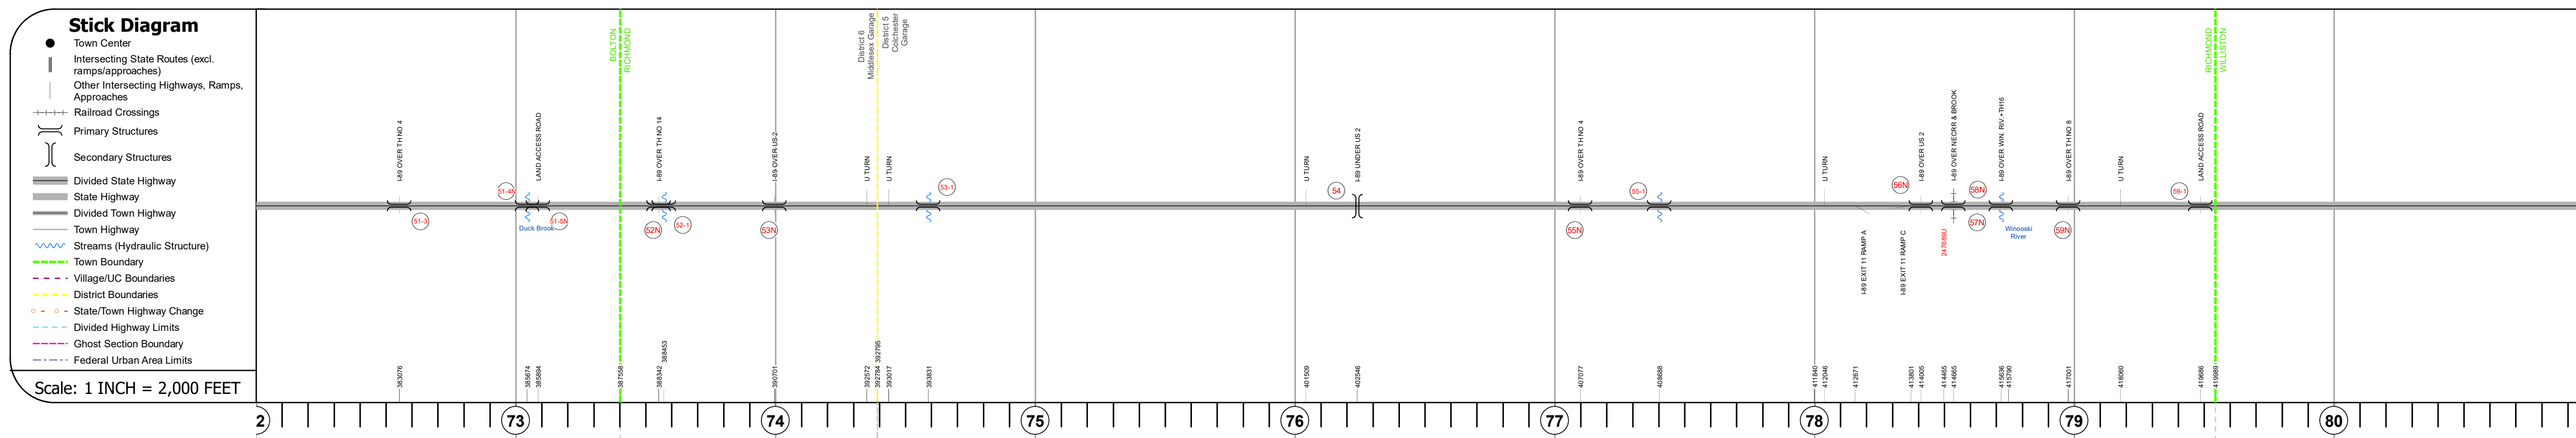 Stick Diagram
Town Center
Intersecting State Routes (excl.
ramps/approaches)
Other Intersecting Highways, Ramps,
Approaches
Railroad Crossings
Primary Structures
Secondary Structures
Divided State Highway
State Highway
Divided Town Highway
Town Highway
Streams (Hydraulic Structure)
Town Boundary
Village/UC Boundaries
District Boundaries
State/Town Highway Change
Divided Highway Limits
Ghost Section Boundary
Federal Urban Area Limits
Scale: 1 INCH = 2,000 FEET
BOLTON
RICHMOND
District 6
Middlesex Garage
District 5
Colchester
Garage
RICHMOND
WILLISTON
I-89 OVER TH NO 4
LAND ACCESS ROAD
I-89 OVER TH NO 14
I-89 OVER US 2
U TURN
U TURN
U TURN
I-89 UNDER US 2
I-89 OVER TH NO 4
U TURN
I-89 OVER US 2
I-89 OVER NECRR & BROOK
I-89 OVER WIN. RIV.+TH16
I-89 OVER TH NO 8
U TURN
LAND ACCESS ROAD
51-3
51-4N
51-5N
Duck Brook
52N
52-1
53N
53-1
54
55N
55-1
56N
58N
57N
59N
59-1
Winooski
River
I-89 EXIT 11 RAMP A
I-89 EXIT 11 RAMP C
247689U
383076
385674
385894
387558
388342
388453
390701
392572
392784
392795
393017
393831
401509
402546
407077
408688
411840
412046
412671
413801
414005
414465
414665
415636
415790
417001
418060
419686
419989
2
73
74
75
76
77
78
79
80